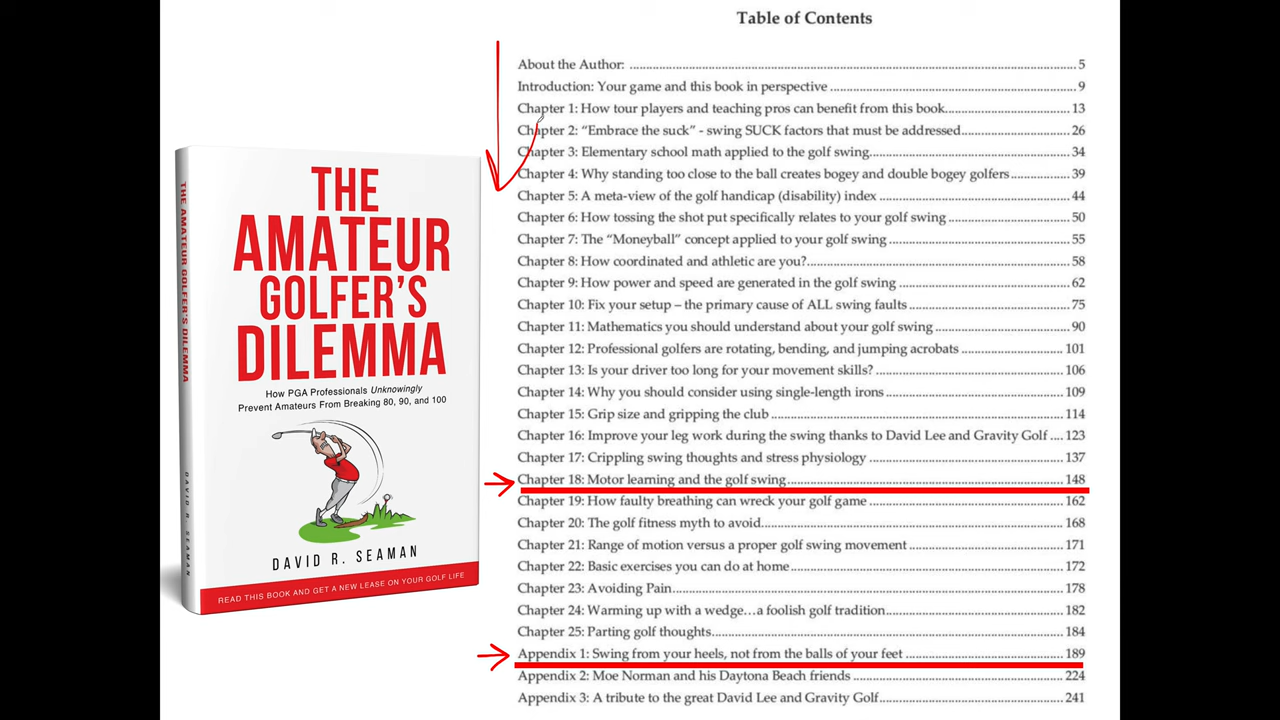 THE AMATEUR GOLFER'S DILEMMA
DAVID R. SEAMAN
THE
AMATEUR
GOLFER'S
DILEMMA
How PGA Professionals Unknowingly
Prevent Amateurs From Breaking 80, 90, and 100
DAVID R. SEAMAN
READ THIS BOOK AND GET A NEW LEASE ON YOUR GOLF LIFE
Table of Contents
About the Author: ........ 5
Introduction: Your game and this book in perspective ........ 9
Chapter 1: How tour players and teaching pros can benefit from this book........ 13
Chapter 2: “Embrace the suck” - swing SUCK factors that must be addressed........ 26
Chapter 3: Elementary school math applied to the golf swing........ 34
Chapter 4: Why standing too close to the ball creates bogey and double bogey golfers ........ 39
Chapter 5: A meta-view of the golf handicap (disability) index ........ 44
Chapter 6: How tossing the shot put specifically relates to your golf swing ........ 50
Chapter 7: The “Moneyball” concept applied to your golf swing ........ 55
Chapter 8: How coordinated and athletic are you?........ 58
Chapter 9: How power and speed are generated in the golf swing ........ 62
Chapter 10: Fix your setup – the primary cause of ALL swing faults ........ 75
Chapter 11: Mathematics you should understand about your golf swing ........ 90
Chapter 12: Professional golfers are rotating, bending, and jumping acrobats ........ 101
Chapter 13: Is your driver too long for your movement skills? ........ 106
Chapter 14: Why you should consider using single-length irons ........ 109
Chapter 15: Grip size and gripping the club ........ 114
Chapter 16: Improve your leg work during the swing thanks to David Lee and Gravity Golf .... 123
Chapter 17: Crippling swing thoughts and stress physiology ........ 137
Chapter 18: Motor learning and the golf swing ........ 148
Chapter 19: How faulty breathing can wreck your golf game ........ 162
Chapter 20: The golf fitness myth to avoid........ 168
Chapter 21: Range of motion versus a proper golf swing movement ........ 171
Chapter 22: Basic exercises you can do at home ........ 172
Chapter 23: Avoiding Pain........ 178
Chapter 24: Warming up with a wedge…a foolish golf tradition........ 182
Chapter 25: Parting golf thoughts........ 184
Appendix 1: Swing from your heels, not from the balls of your feet ........ 189
Appendix 2: Moe Norman and his Daytona Beach friends ........ 224
Appendix 3: A tribute to the great David Lee and Gravity Golf........ 241